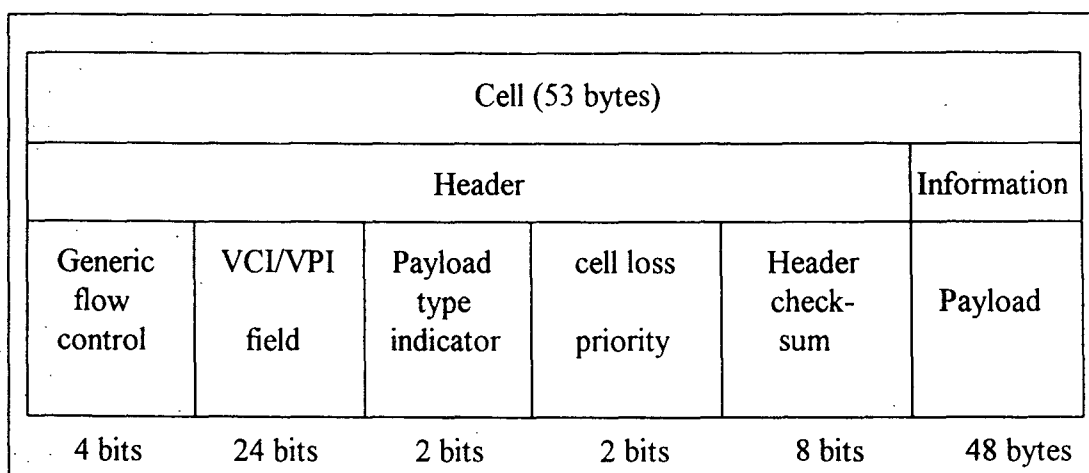 Cell (53 bytes)
Header
Information
Generic
flow
control
VCI/VPI
field
Payload
type
indicator
cell loss
priority
Header
check-
sum
Payload
4 bits
24 bits
2 bits
2 bits
8 bits
48 bytes